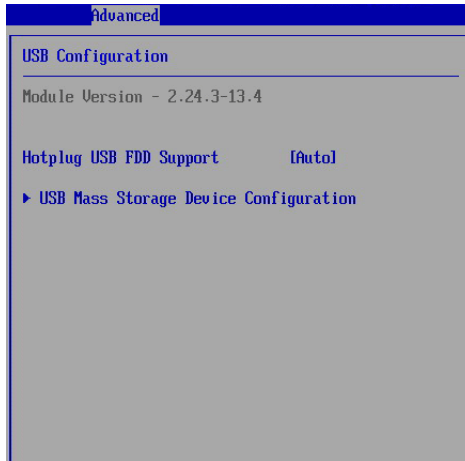 Advanced
USB Configuration
Module Version - 2.24.3-13.4
Hotplug USB FDD Support [Auto]
▶ USB Mass Storage Device Configuration